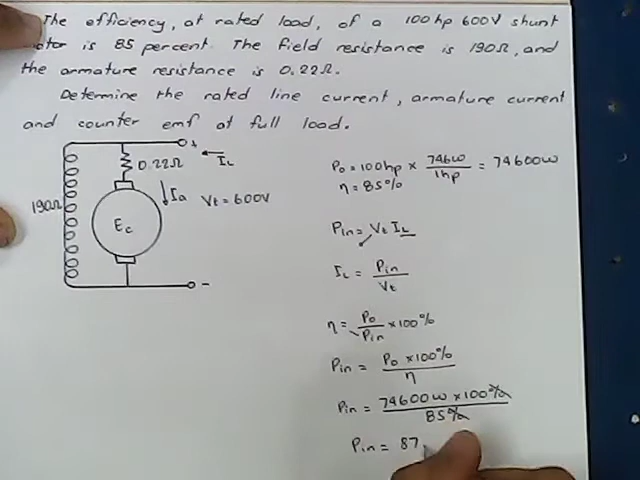 The efficiency, at rated load, of a 100hp 600V shunt
motor is 85 percent. The field resistance is 190Ω, and
the armature resistance is 0.22Ω.
Determine the rated line current, armature current
and counter emf at full load.
+
0.22Ω
IL
190Ω
Ia
Vt = 600V
Ec
-
Po = 100hp × 746W / 1hp = 74600W
η = 85%
Pin = Vt IL
IL = Pin / Vt
η = Po / Pin × 100%
Pin = Po × 100% / η
Pin = 74600W × 100% / 85%
Pin = 87